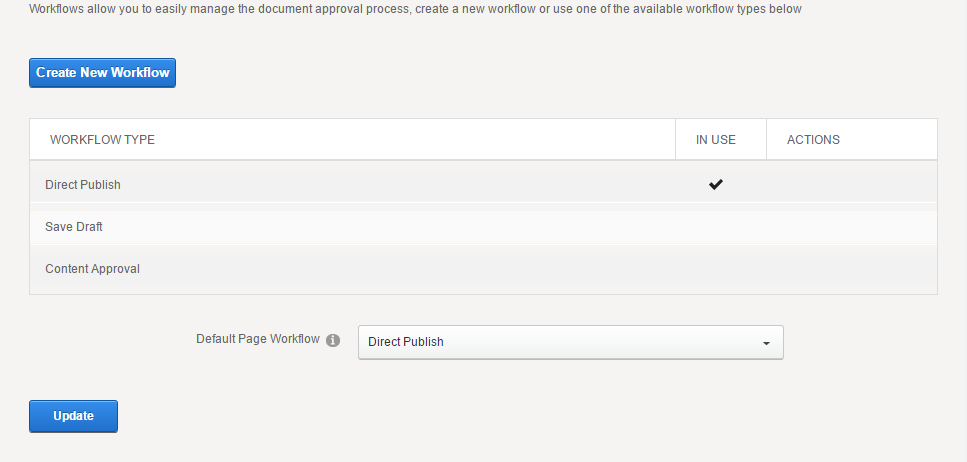 Workflows allow you to easily manage the document approval process, create a new workflow or use one of the available workflow types below
Create New Workflow
WORKFLOW TYPE IN USE ACTIONS
Direct Publish
Save Draft
Content Approval
Default Page Workflow Direct Publish
Update